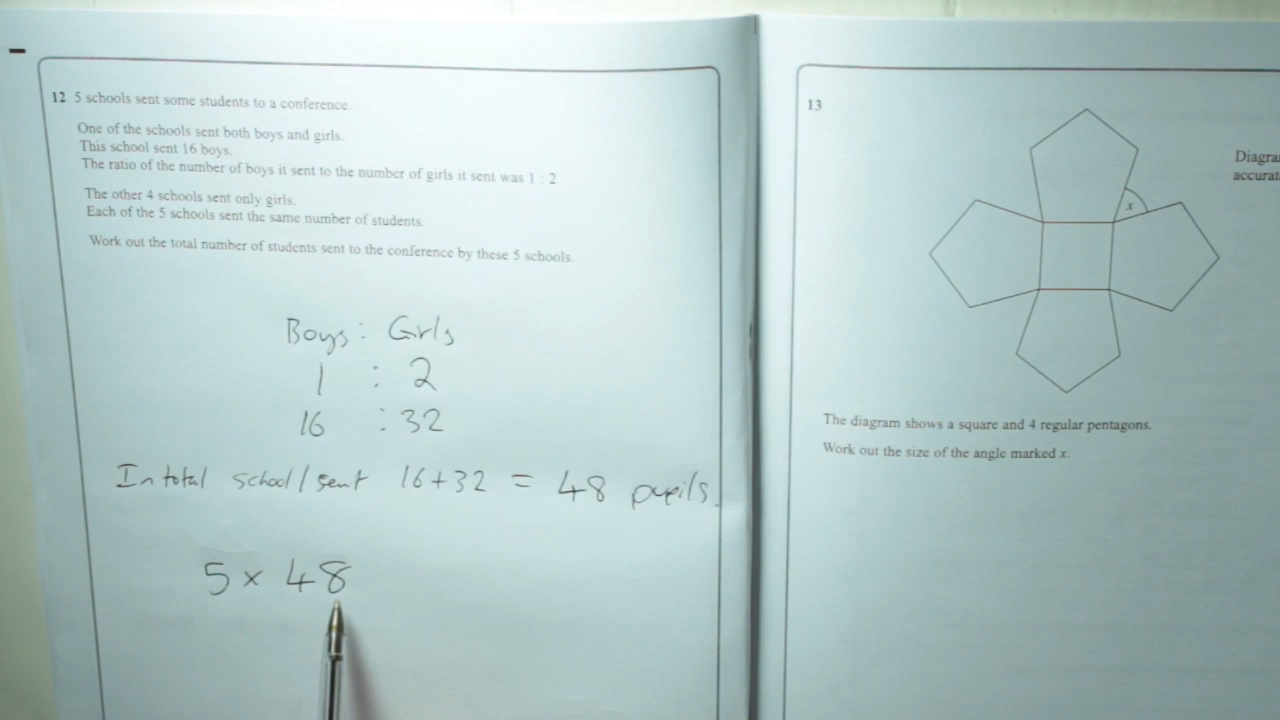 12 5 schools sent some students to a conference.
One of the schools sent both boys and girls.
This school sent 16 boys.
The ratio of the number of boys it sent to the number of girls it sent was 1 : 2
The other 4 schools sent only girls.
Each of the 5 schools sent the same number of students.
Work out the total number of students sent to the conference by these 5 schools.
Boys : Girls
1 : 2
16 : 32
In total school 1 sent 16+32 = 48 pupils.
5 × 48
13
x
The diagram shows a square and 4 regular pentagons.
Work out the size of the angle marked x.